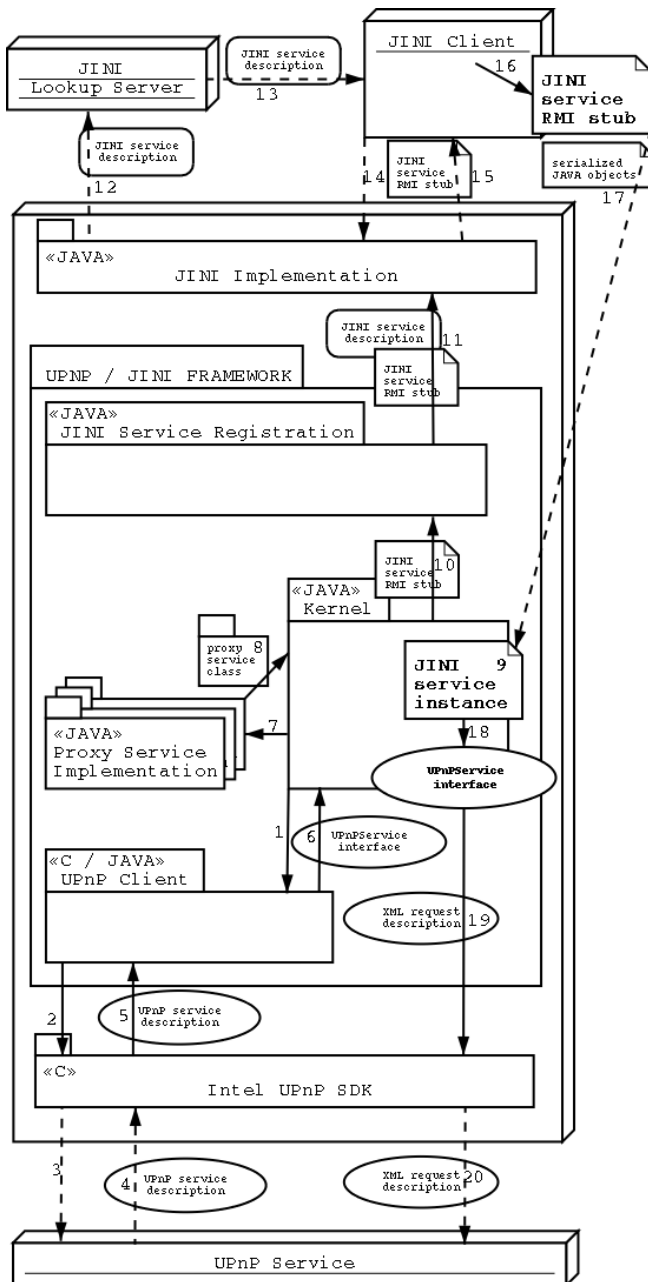 JINI
Lookup Server
JINI service
description
13
JINI Client
16
JINI
service
RMI stub
JINI service
description
12
14
JINI
service
RMI stub
15
serialized
JAVA objects
17
«JAVA»
JINI Implementation
JINI service
description
11
UPNP / JINI FRAMEWORK
JINI
service
RMI stub
«JAVA»
JINI Service Registration
JINI
service
RMI stub
10
«JAVA»
Kernel
proxy
service
class
8
JINI
service
instance
9
«JAVA»
Proxy Service
Implementation
7
18
UPnPService
interface
1
6
UPnPService
interface
«C / JAVA»
UPnP Client
XML request
description
19
2
5
UPnP service
description
«C»
Intel UPnP SDK
3
4
UPnP service
description
XML request
description
20
UPnP Service